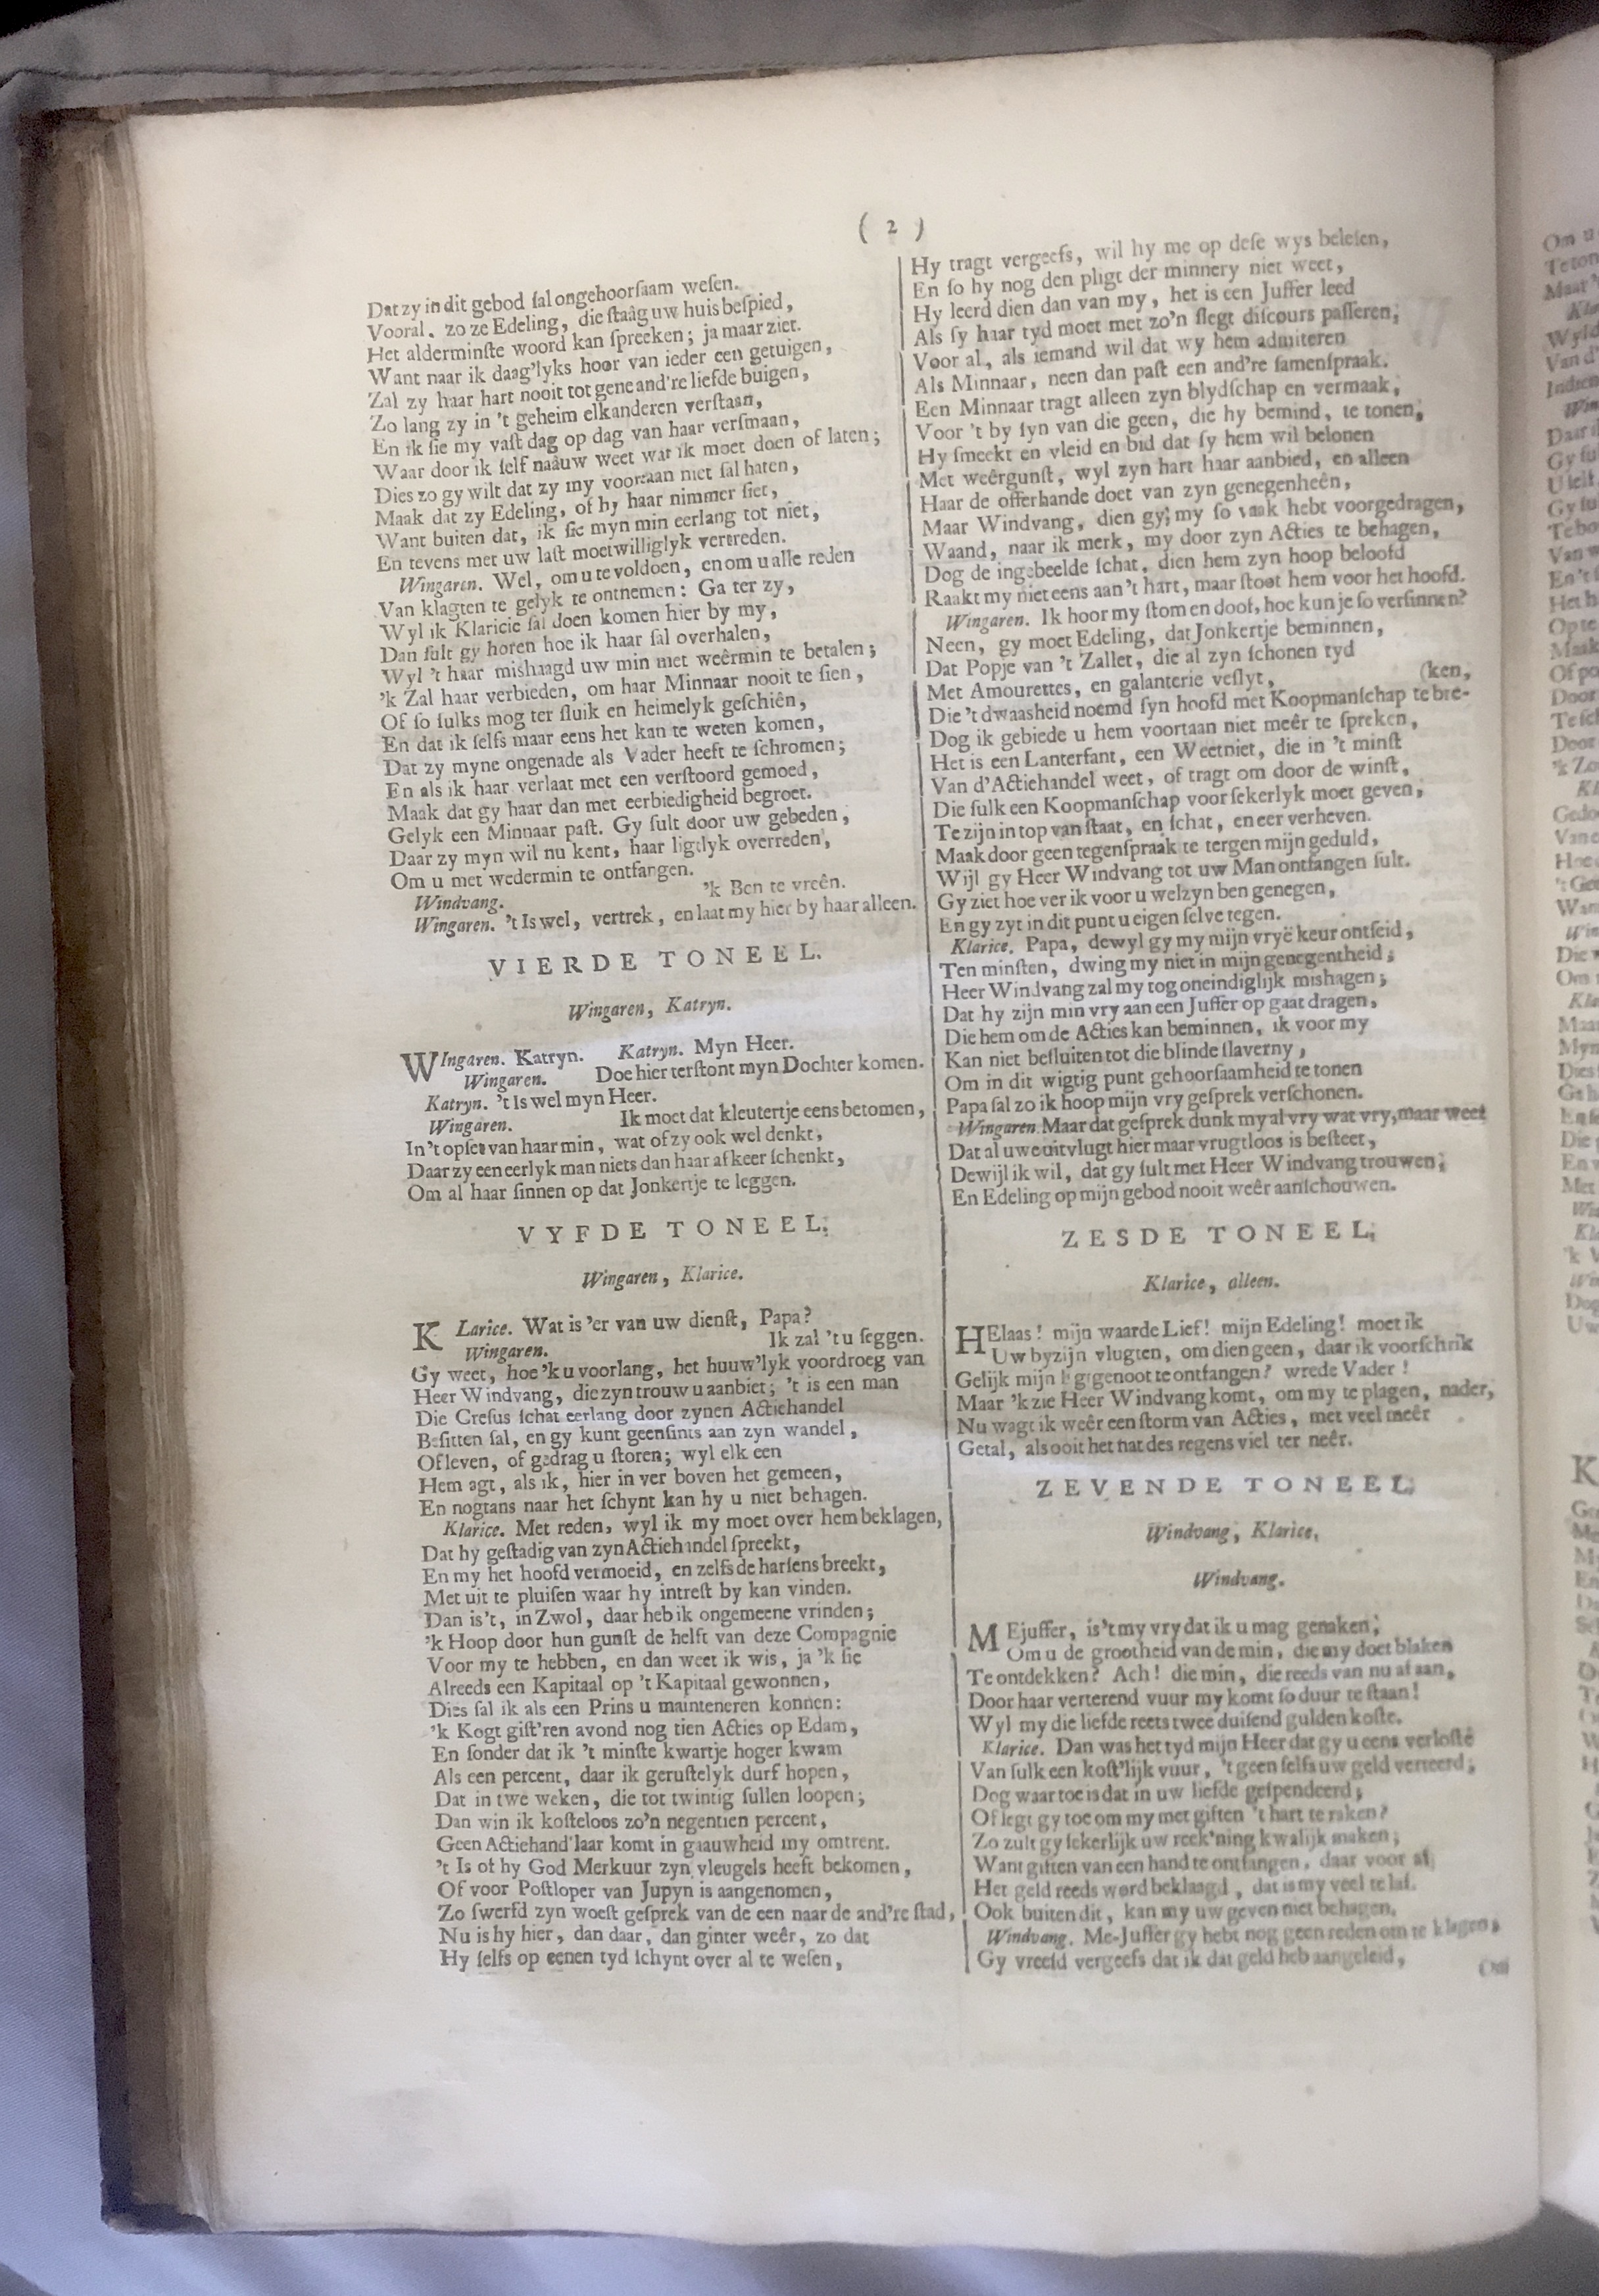 ( 2 )
Dat zy in dit gebod ſal ongehoorſaam weſen.
Vooral, zo ze Edeling, die ſtaâg uw huis beſpied,
Het alderminſte woord kan ſpreeken; ja maar ziet.
Want naar ik daag'lyks hoor van ieder een getuigen,
Zal zy haar hart nooit tot gene and're liefde buigen,
Zo lang zy in 't geheim elkanderen verſtaan,
En ik ſie my vaſt dag op dag van haar verſmaan,
Waar door ik ſelf naâuw weet wat ik moet doen of laten;
Dies zo gy wilt dat zy my voortaan niet ſal haten,
Maak dat zy Edeling, of hy haar nimmer ſiet,
Want buiten dat, ik ſie myn min eerlang tot niet,
En tevens met uw laſt moetwilliglyk vertreden.
Wingaren. Wel, om u te voldoen, en om u alle reden
Van klagten te gelyk te ontnemen: Ga ter zy,
Wyl ik Klaricie ſal doen komen hier by my,
Dan ſult gy horen hoe ik haar ſal overhalen,
Wyl 't haar mishaagd uw min met weêrmin te betalen;
'k Zal haar verbieden, om haar Minnaar nooit te ſien,
Of ſo ſulks mog ter ſluik en heimelyk geſchiên,
En dat ik ſelfs maar eens het kan te weten komen,
Dat zy myne ongenade als Vader heeft te ſchromen;
En als ik haar verlaat met een verſtoord gemoed,
Maak dat gy haar dan met eerbiedigheid begroet.
Gelyk een Minnaar paſt. Gy ſult door uw gebeden,
Daar zy myn wil nu kent, haar ligtlyk overreden,
Om u met wedermin te ontfangen.
Windvang. 'k Ben te vreên.
Wingaren. 't Is wel, vertrek, en laat my hier by haar alleen.
VIERDE TONEEL.
Wingaren, Katryn.
WIngaren. Katryn. Katryn. Myn Heer.
Wingaren. Doe hier terſtont myn Dochter komen.
Katryn. 't Is wel myn Heer.
Wingaren. Ik moet dat kleutertje eens betomen,
In 't opſiet van haar min, wat of zy ook wel denkt,
Daar zy een eerlyk man niets dan haar afkeer ſchenkt,
Om al haar ſinnen op dat Jonkertje te leggen.
VYFDE TONEEL.
Wingaren, Klarice.
KLarice. Wat is 'er van uw dienſt, Papa?
Wingaren. Ik zal 't u ſeggen.
Gy weet, hoe 'k u voorlang, het huuw'lyk voordroeg van
Heer Windvang, die zyn trouw u aanbiet; 't is een man
Die Creſus ſchat eerlang door zynen Actiehandel
Beſitten ſal, en gy kunt geenſints aan zyn wandel,
Of leven, of gedrag u ſtoren; wyl elk een
Hem agt, als ik, hier in ver boven het gemeen,
En nogtans naar het ſchynt kan hy u niet behagen.
Klarice. Met reden, wyl ik my moet over hem beklagen,
Dat hy geſtadig van zyn Actiehandel ſpreekt,
En my het hoofd vermoeid, en zelfs de harſens breekt,
Met uit te pluiſen waar hy intreſt by kan vinden.
Dan is 't, in Zwol, daar heb ik ongemeene vrinden;
'k Hoop door hun gunſt de helft van deze Compagnie
Voor my te hebben, en dan weet ik wis, ja 'k ſie
Alreeds een Kapitaal op 't Kapitaal gewonnen,
Dies ſal ik als een Prins u mainteneren konnen:
'k Kogt giſt'ren avond nog tien Acties op Edam,
En ſonder dat ik 't minſte kwartje hoger kwam
Als een percent, daar ik geruſtelyk durf hopen,
Dat in twe weken, die tot twintig ſullen loopen;
Dan win ik koſteloos zo'n negentien percent,
Geen Actiehand'laar komt in gaauwheid my omtrent.
't Is of hy God Merkuur zyn vleugels heeft bekomen,
Of voor Poſtloper van Jupyn is aangenomen,
Zo ſwerfd zyn woeſt geſprek van de een naar de and're ſtad,
Nu is hy hier, dan daar, dan ginter weêr, zo dat
Hy ſelfs op eenen tyd ſchynt over al te weſen,
Hy tragt vergeefs, wil hy me op deſe wys beleſen,
En ſo hy nog den pligt der minnery niet weet,
Hy leerd dien dan van my, het is een Juffer leed
Als ſy haar tyd moet met zo'n ſlegt diſcours paſſeren;
Voor al, als iemand wil dat wy hem admiteren
Als Minnaar, neen dan paſt een and're ſamenſpraak.
Een Minnaar tragt alleen zyn blydſchap en vermaak,
Voor 't by ſyn van die geen, die hy bemind, te tonen;
Hy ſmeekt en vleid en bid dat ſy hem wil belonen
Met weêrgunſt, wyl zyn hart haar aanbied, en alleen
Haar de offerhande doet van zyn genegenheên,
Maar Windvang, dien gy; my ſo vaak hebt voorgedragen,
Waand, naar ik merk, my door zyn Acties te behagen,
Dog de ingebeelde ſchat, dien hem zyn hoop beloofd
Raakt my niet eens aan 't hart, maar ſtoot hem voor het hoofd.
Wingaren. Ik hoor my ſtom en doof, hoe kun je ſo verſinnen?
Neen, gy moet Edeling, dat Jonkertje beminnen,
Dat Popje van 't Zallet, die al zyn ſchonen tyd
Met Amourettes, en galanterie veſlyt, (ken,
Die 't dwaasheid noemd ſyn hoofd met Koopmanſchap te bre-
Dog ik gebiede u hem voortaan niet meêr te ſpreken,
Het is een Lanterfant, een Weetniet, die in 't minſt
Van d'Actiehandel weet, of tragt om door de winſt,
Die ſulk een Koopmanſchap voor ſekerlyk moet geven,
Te zijn in top van ſtaat, en ſchat, en eer verheven.
Maak door geen tegenſpraak te tergen mijn geduld,
Wijl gy Heer Windvang tot uw Man ontfangen ſult.
Gy ziet hoe ver ik voor u welzyn ben genegen,
En gy zyt in dit punt u eigen ſelve tegen.
Klarice. Papa, dewyl gy my mijn vryë keur ontſeid,
Ten minſten, dwing my niet in mijn genegentheid;
Heer Windvang zal my tog oneindiglijk mishagen;
Dat hy zijn min vry aan een Juffer op gaat dragen,
Die hem om de Acties kan beminnen, ik voor my
Kan niet beſluiten tot die blinde ſlaverny,
Om in dit wigtig punt gehoorſaamheid te tonen
Papa ſal zo ik hoop mijn vry geſprek verſchonen.
Wingaren. Maar dat geſprek dunk my al vry wat vry, maar weet
Dat al uwe uitvlugt hier maar vrugtloos is beſteet,
Dewijl ik wil, dat gy ſult met Heer Windvang trouwen;
En Edeling op mijn gebod nooit weêr aanſchouwen.
ZESDE TONEEL.
Klarice, alleen.
HElaas! mijn waarde Lief! mijn Edeling! moet ik
Uw byzijn vlugten, om dien geen, daar ik voor ſchrik
Gelijk mijn genoot te ontfangen? wrede Vader!
Maar 'k zie Heer Windvang komt, om my te plagen, nader,
Nu wagt ik weêr een ſtorm van Acties, met veel meêr
Getal, als ooit het nat des regens viel ter neêr.
ZEVENDE TONEEL.
Windvang, Klarice.
Windvang.
MEjuffer, is 't my vry dat ik u mag genaken,
Om u de grootheid van de min, die my doet blaken
Te ontdekken? Ach! die min, die reeds van nu af aan,
Door haar verterend vuur my komt ſo duur te ſtaan!
Wyl my die liefde reets twee duiſend gulden koſte.
Klarice. Dan was het tyd mijn Heer dat gy u eens verloſte
Van ſulk een koſt'lijk vuur, 't geen ſelfs uw geld verteerd;
Dog waar toe is dat in uw liefde geſpendeerd;
Of legt gy toe om my met giften 't hart te raken?
Zo zult gy ſekerlijk uw reek'ning kwalijk maken;
Want giften van een hand te ontfangen, daar voor af
Het geld reeds word beklaagd, dat is my veel te laf.
Ook buiten dit, kan my uw geven niet behagen.
Windvang. Me-Juffer gy hebt nog geen reden om te klagen,
Gy vreeſd vergeefs dat ik dat geld heb aangeleid,